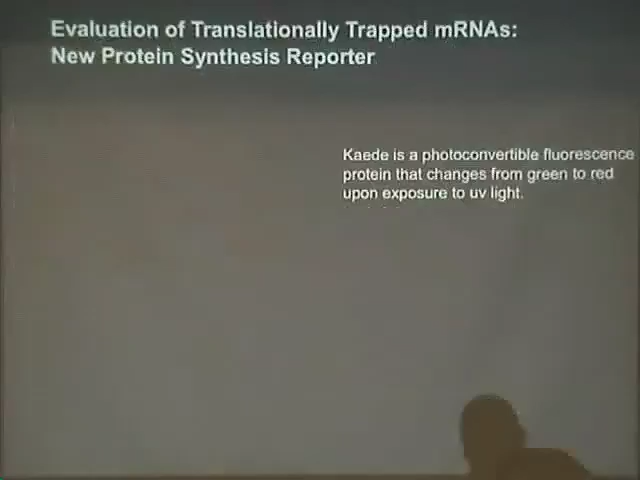 Evaluation of Translationally Trapped mRNAs:
New Protein Synthesis Reporter
Kaede is a photoconvertible fluorescence
protein that changes from green to red
upon exposure to uv light.